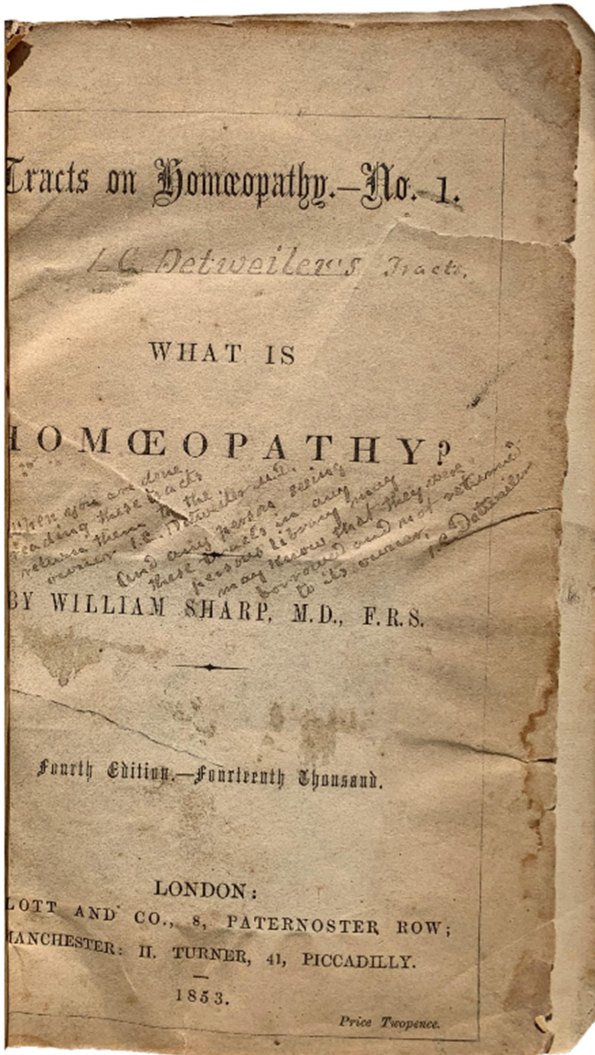 Tracts on Homœopathy.—No. 1.
I. C. Detweiler's Tracts.
WHAT IS
HOMŒOPATHY?
When you are done
reading these tracts
return them to the
owner I.C. Detweiler M.D.
And any person seeing
these tracts in any
persons library may
may know that they were
borrowed and not returned
to its owner,
I.C. Detweiler
BY WILLIAM SHARP, M.D., F.R.S.
Fourth Edition.—Fourteenth Thousand.
LONDON:
LOTT AND CO., 8, PATERNOSTER ROW;
MANCHESTER: H. TURNER, 41, PICCADILLY.
1853.
Price Twopence.